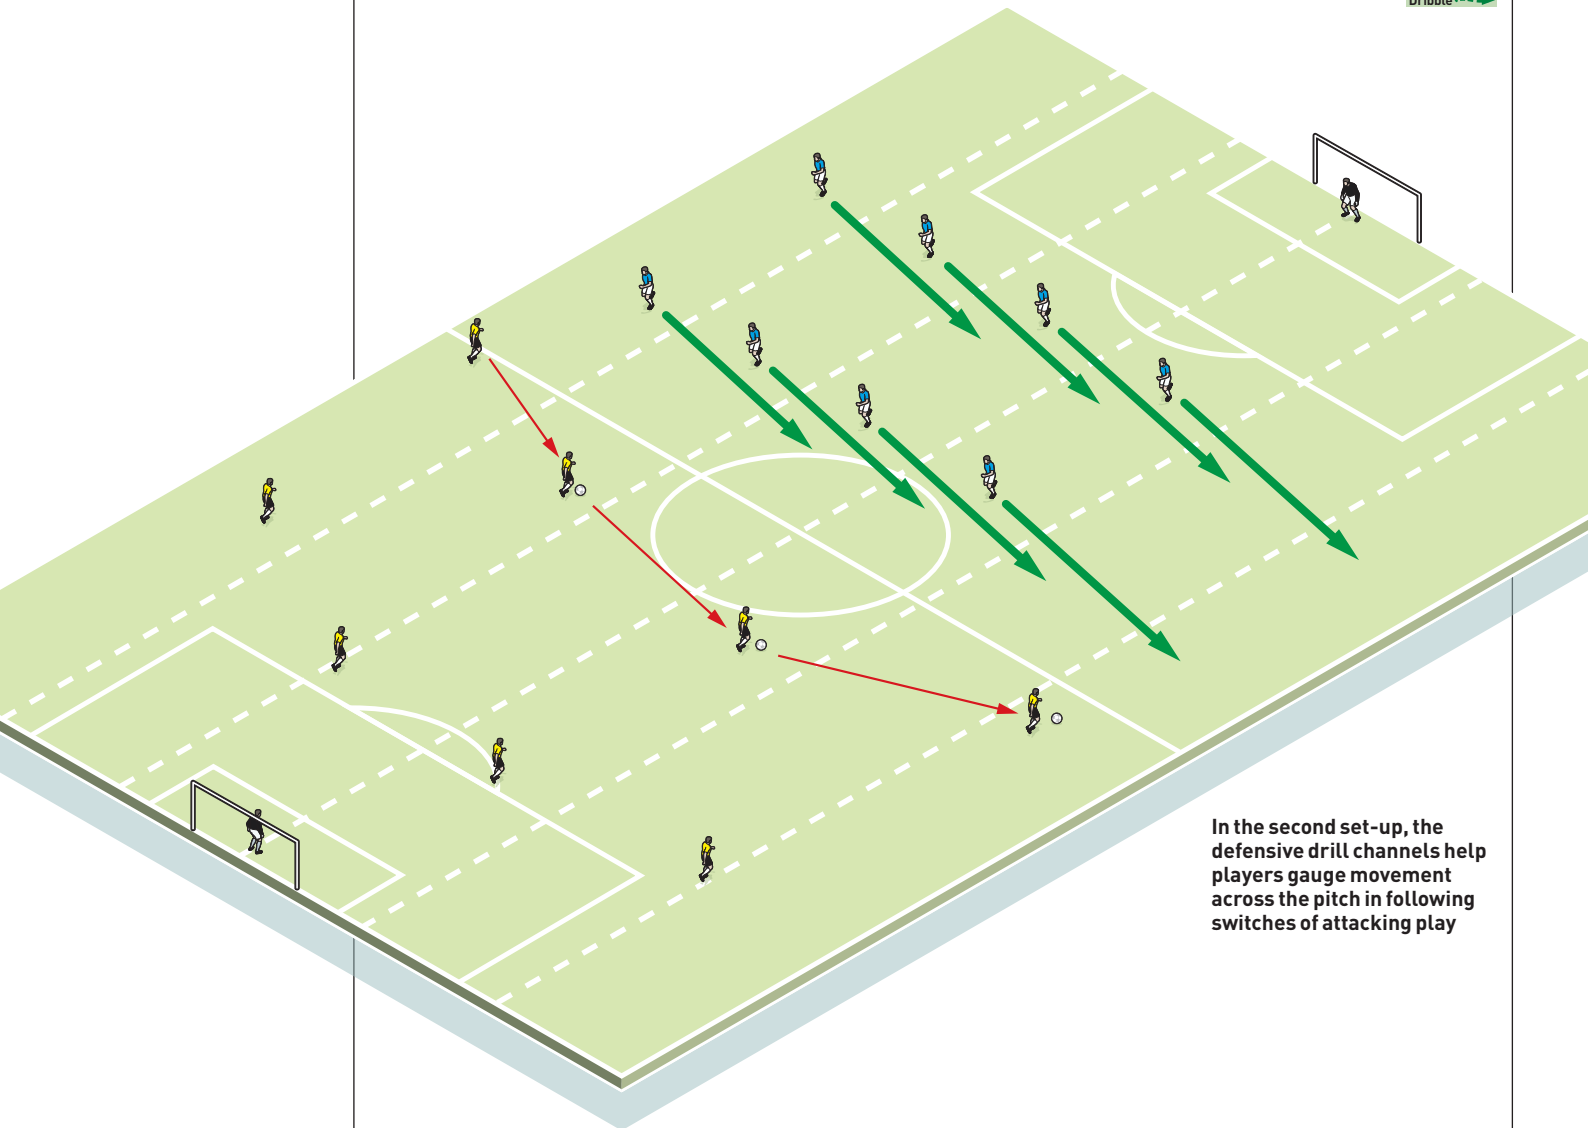 Dribble
In the second set-up, the
defensive drill channels help
players gauge movement
across the pitch in following
switches of attacking play